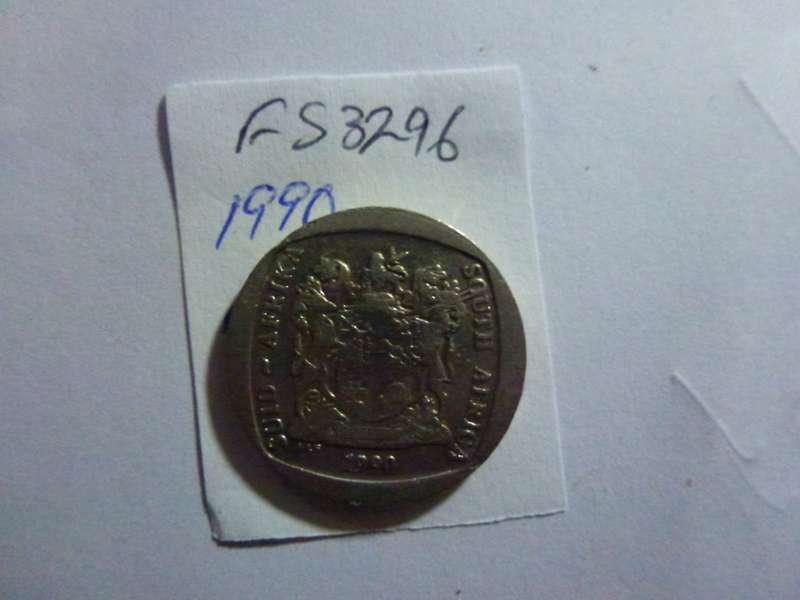 FS3296
1990
SUID-AFRIKA
SOUTH AFRICA
1990